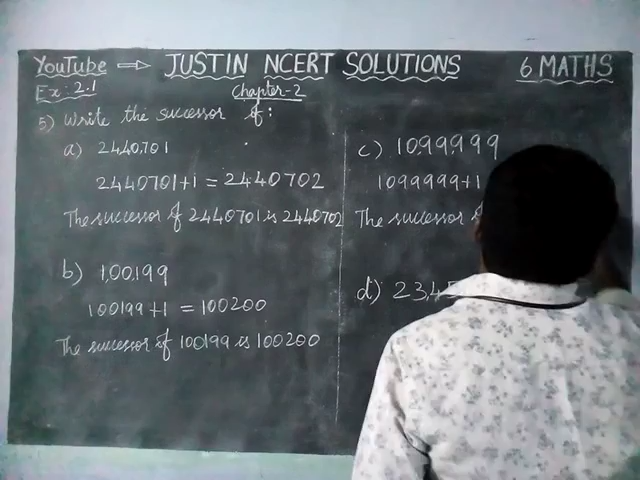 YouTube ⟹ JUSTIN NCERT SOLUTIONS 6 MATHS
Ex: 2.1 Chapter-2
5) Write the successor of:
a) 2440701
2440701+1 = 2440702
The successor of 2440701 is 2440702
b) 1,00,199
100199+1 = 100200
The successor of 100199 is 100200
c) 10,99,999
1099999+1
The successor
d) 23,45